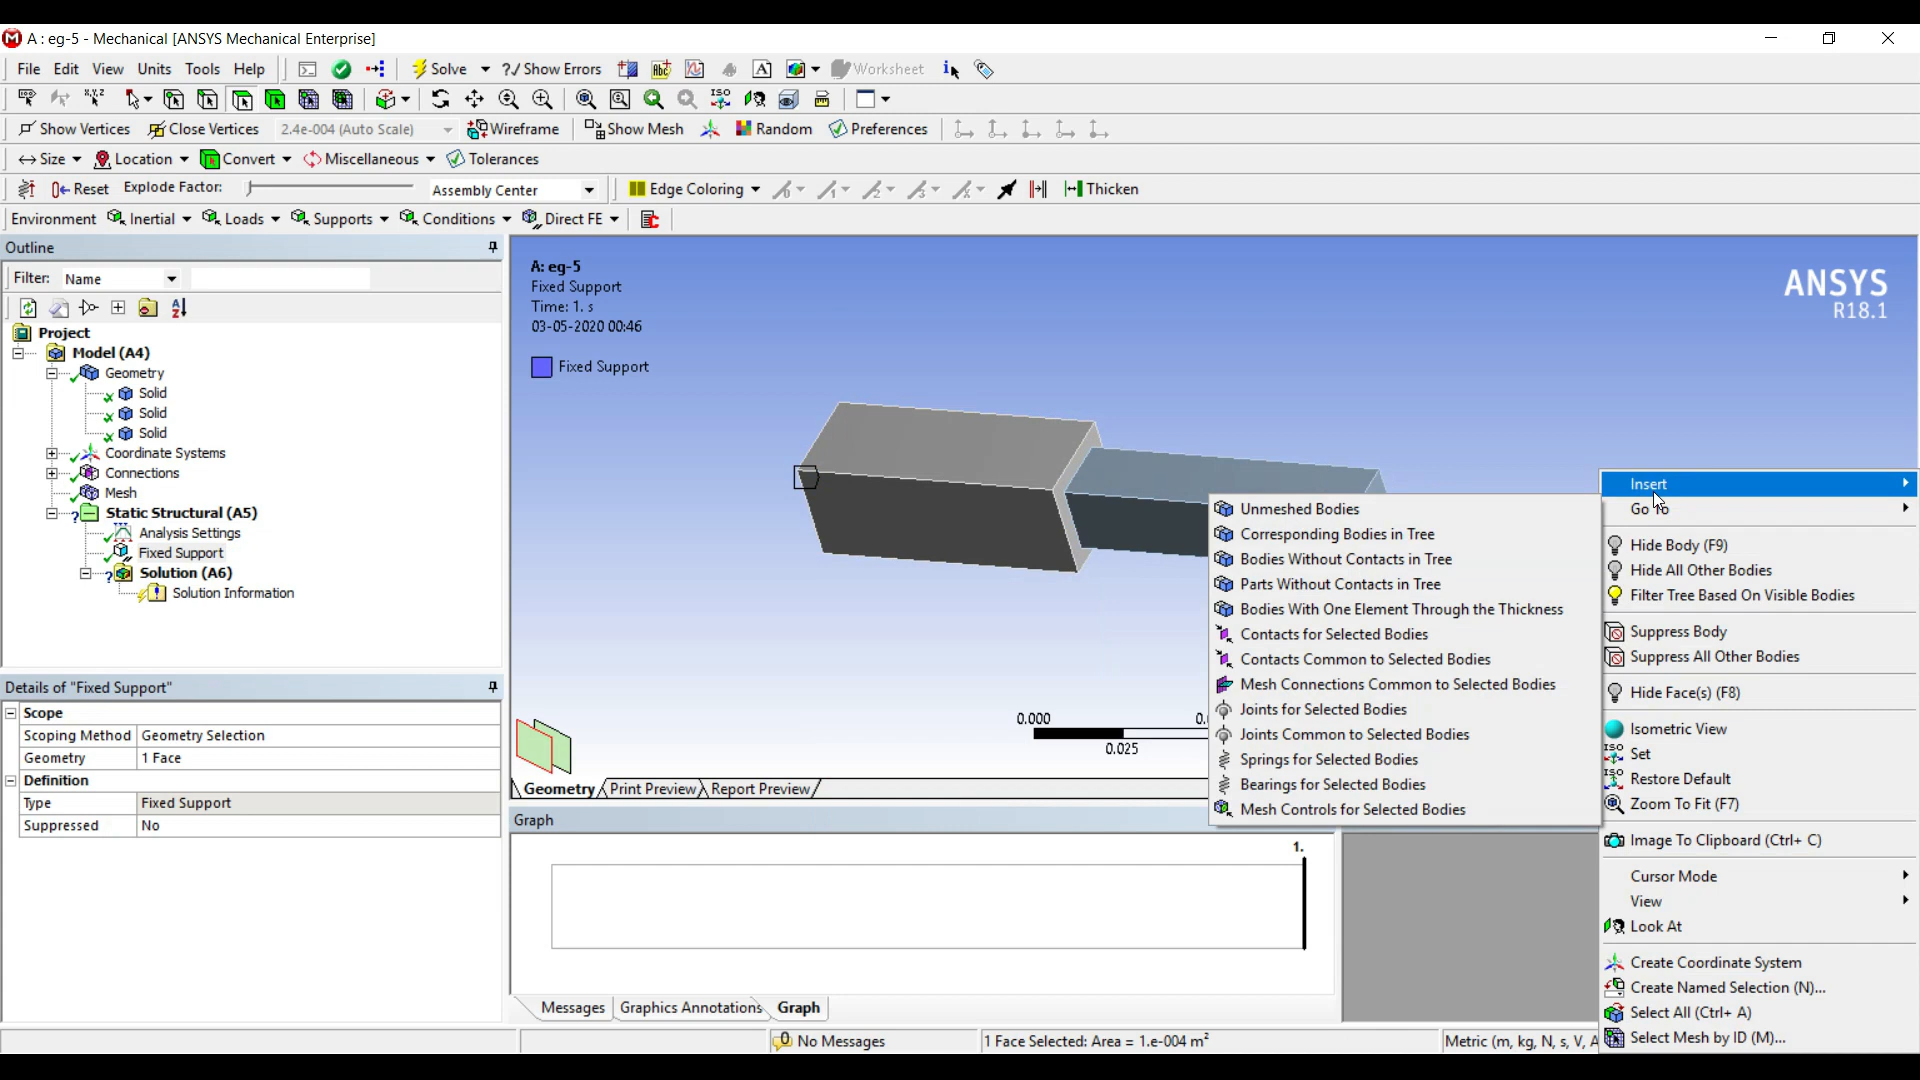 A : eg-5 - Mechanical [ANSYS Mechanical Enterprise]
File Edit View Units Tools Help Solve ?/ Show Errors Worksheet
Show Vertices Close Vertices 2.4e-004 (Auto Scale) Wireframe Show Mesh Random Preferences
Size Location Convert Miscellaneous Tolerances
Reset Explode Factor: Assembly Center Edge Coloring Thicken
Environment Inertial Loads Supports Conditions Direct FE
Outline
Filter: Name
Project
Model (A4)
Geometry
Solid
Solid
Solid
Coordinate Systems
Connections
Mesh
Static Structural (A5)
Analysis Settings
Fixed Support
Solution (A6)
Solution Information
Details of "Fixed Support"
Scope
Scoping Method Geometry Selection
Geometry 1 Face
Definition
Type Fixed Support
Suppressed No
A: eg-5
Fixed Support
Time: 1. s
03-05-2020 00:46
Fixed Support
ANSYS
R18.1
0.000
0.025
Geometry Print Preview Report Preview
Graph
1.
Messages Graphics Annotations Graph
No Messages 1 Face Selected: Area = 1.e-004 m² Metric (m, kg, N, s, V, A
Unmeshed Bodies
Corresponding Bodies in Tree
Bodies Without Contacts in Tree
Parts Without Contacts in Tree
Bodies With One Element Through the Thickness
Contacts for Selected Bodies
Contacts Common to Selected Bodies
Mesh Connections Common to Selected Bodies
Joints for Selected Bodies
Joints Common to Selected Bodies
Springs for Selected Bodies
Bearings for Selected Bodies
Mesh Controls for Selected Bodies
Insert
Go To
Hide Body (F9)
Hide All Other Bodies
Filter Tree Based On Visible Bodies
Suppress Body
Suppress All Other Bodies
Hide Face(s) (F8)
Isometric View
ISO Set
ISO Restore Default
Zoom To Fit (F7)
Image To Clipboard (Ctrl+ C)
Cursor Mode
View
Look At
Create Coordinate System
Create Named Selection (N)...
Select All (Ctrl+ A)
Select Mesh by ID (M)...